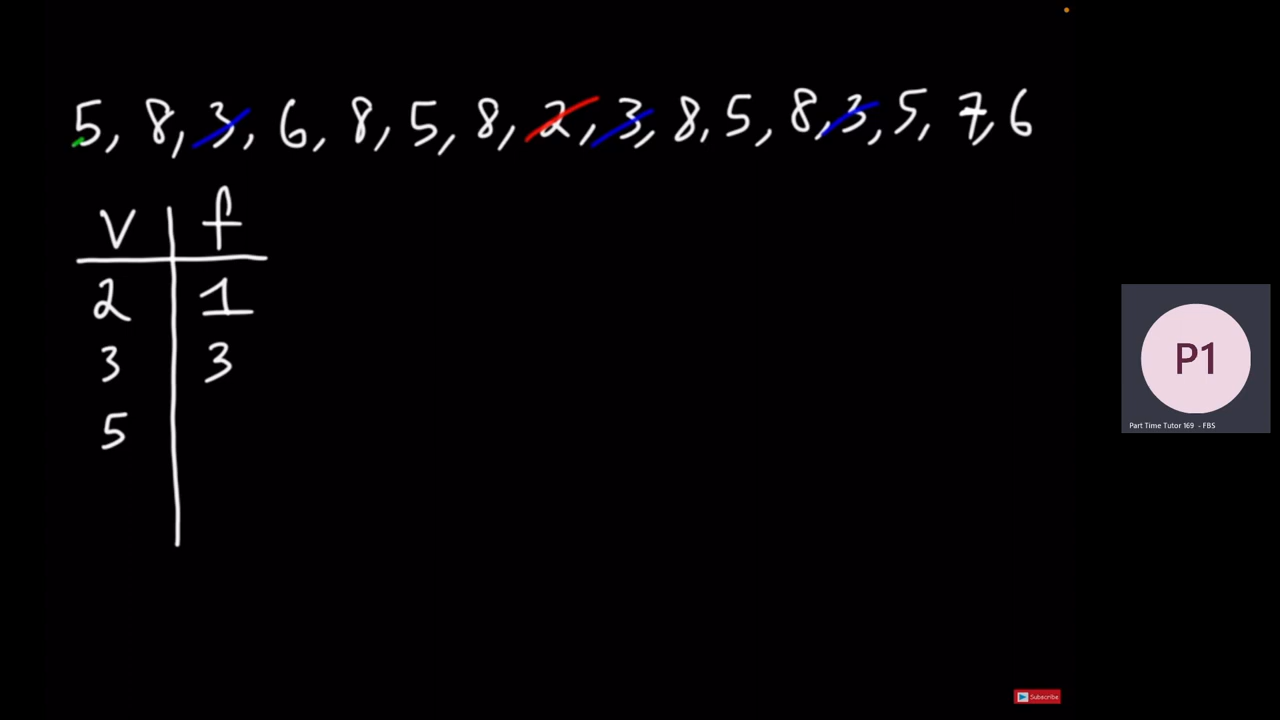 5, 8, 3, 6, 8, 5, 8, 2, 3, 8, 5, 8, 3, 5, 7, 6
V f
2 1
3 3
5
P1
Part Time Tutor 169 - FBS
Subscribe